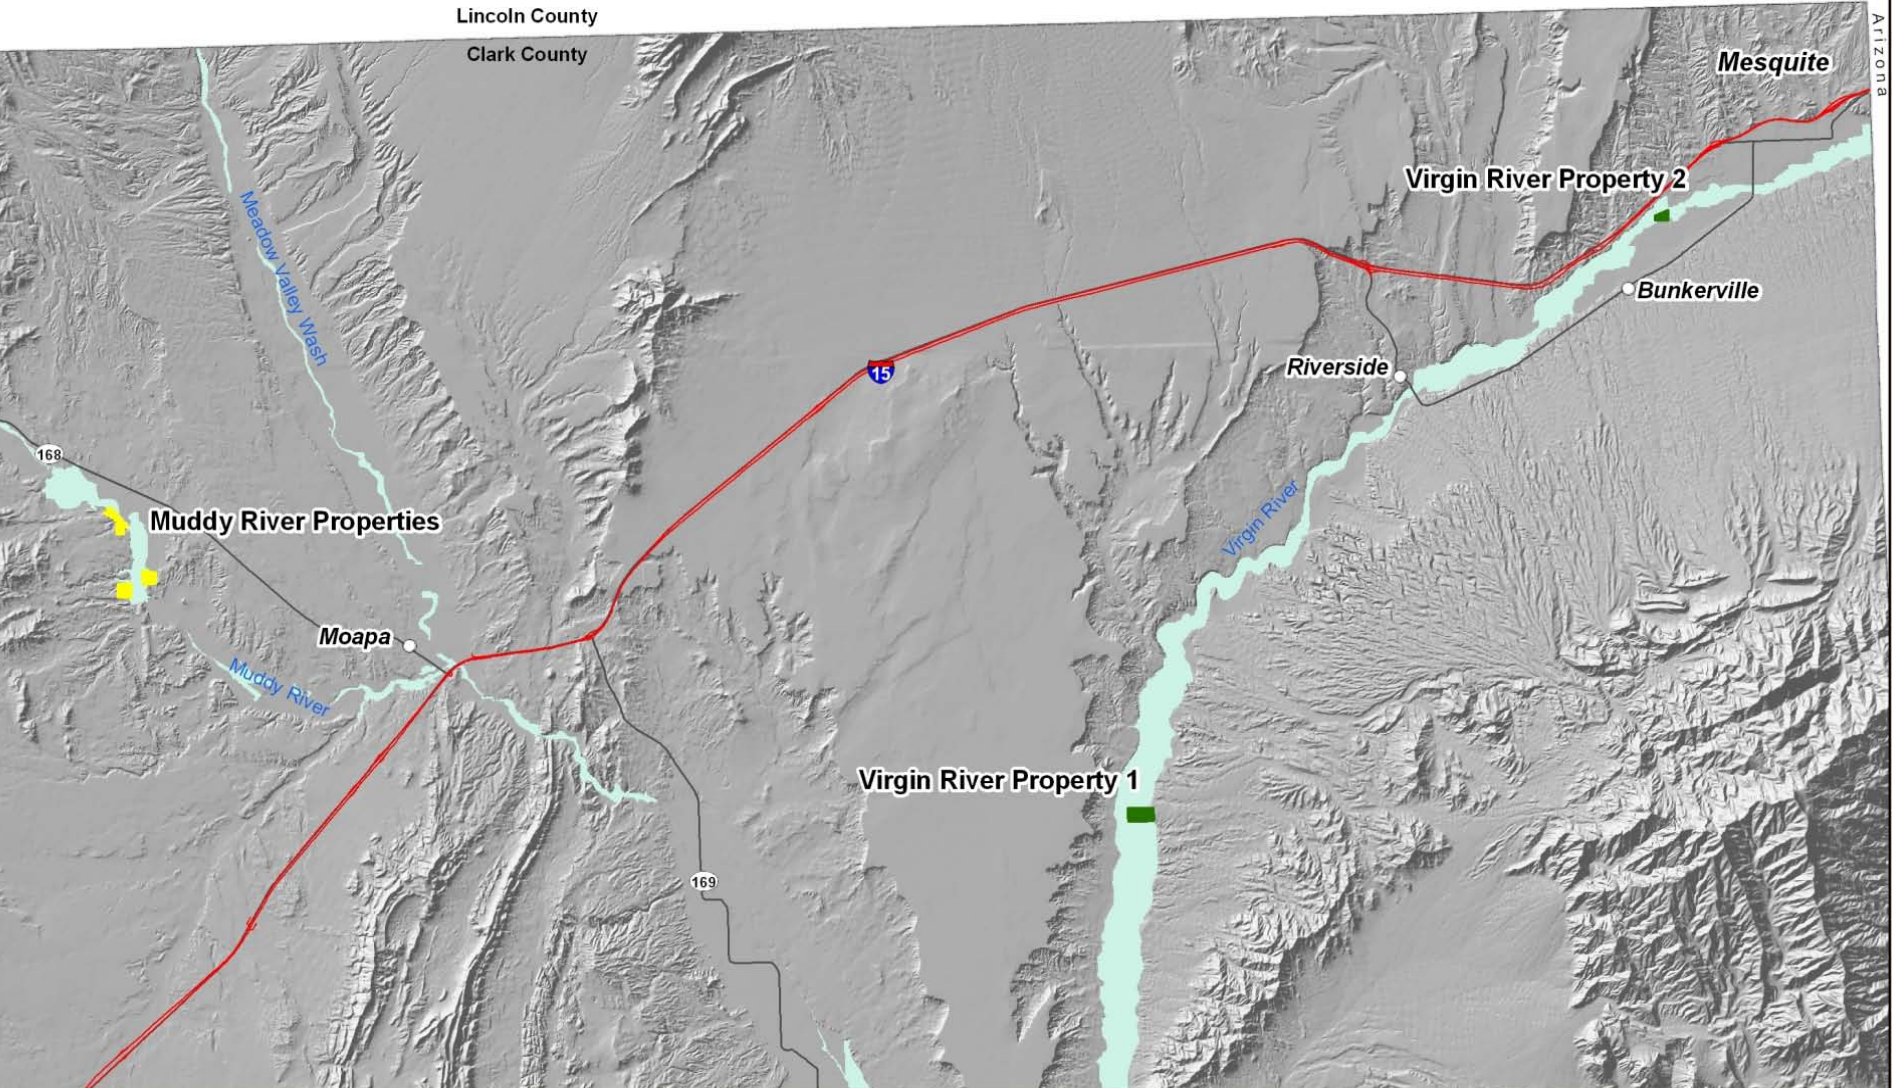 Lincoln County
Clark County
Arizona
Mesquite
Virgin River Property 2
Meadow Valley Wash
Bunkerville
Riverside
15
168
Virgin River
Muddy River Properties
Moapa
Muddy River
Virgin River Property 1
169